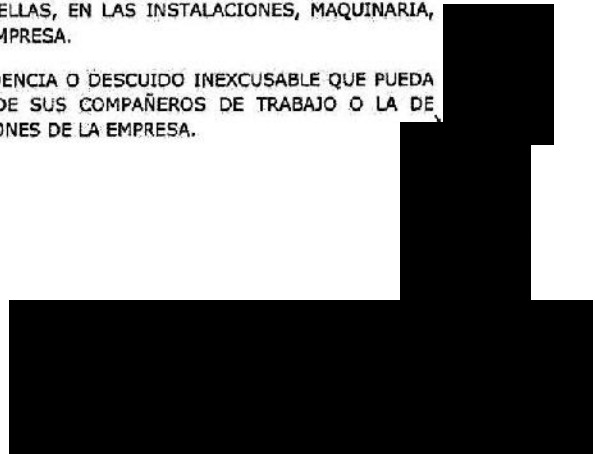 ELLAS, EN LAS INSTALACIONES, MAQUINARIA,
MPRESA.
DENCIA O DESCUIDO INEXCUSABLE QUE PUEDA
DE SUS COMPAÑEROS DE TRABAJO O LA DE
ONES DE LA EMPRESA.